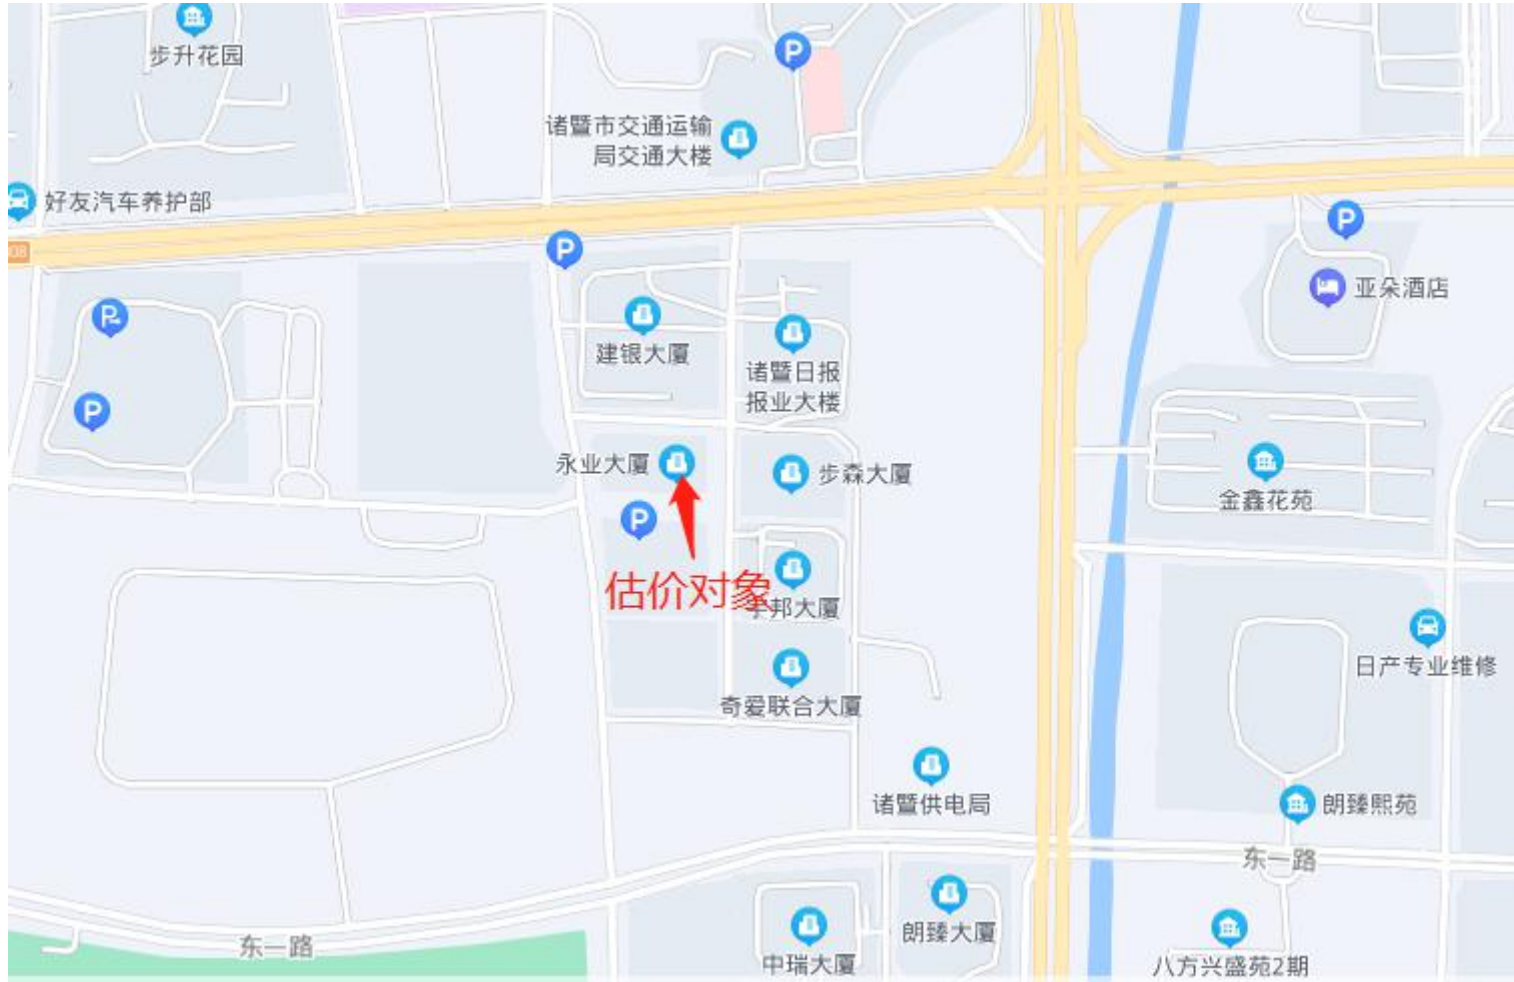 步升花园
诸暨市交通运输
局交通大楼
好友汽车养护部
亚朵酒店
建银大厦
诸暨日报
报业大楼
永业大厦
步森大厦
金鑫花苑
估价对象
邦大厦
日产专业维修
奇爱联合大厦
诸暨供电局
朗臻熙苑
东一路
朗臻大厦
东一路
中瑞大厦
八方兴盛苑2期
P
P
P
P
P
P